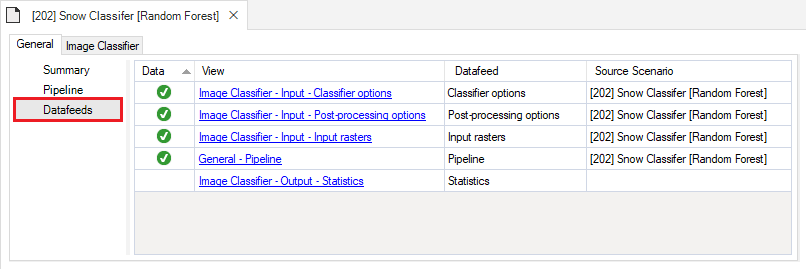 [202] Snow Classifer [Random Forest]
General Image Classifier
Summary
Pipeline
Datafeeds
Data View Datafeed Source Scenario
Image Classifier - Input - Classifier options Classifier options [202] Snow Classifer [Random Forest]
Image Classifier - Input - Post-processing options Post-processing options [202] Snow Classifer [Random Forest]
Image Classifier - Input - Input rasters Input rasters [202] Snow Classifer [Random Forest]
General - Pipeline Pipeline [202] Snow Classifer [Random Forest]
Image Classifier - Output - Statistics Statistics